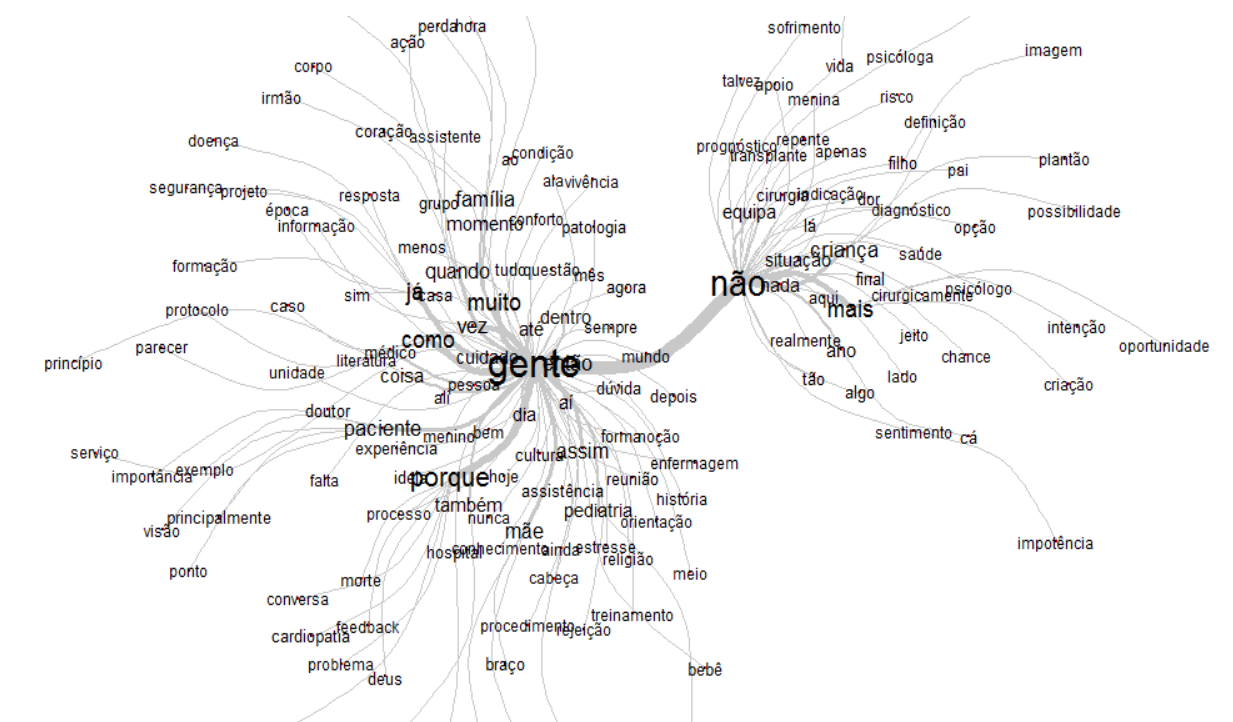 perda
hora
ação
sofrimento
psicóloga
imagem
corpo
vida
talvez
apoio
menina
risco
irmão
definição
coração
assistente
doença
prognóstico
repente
transplante
apenas
ao
condição
filho
plantão
pai
segurança
projeto
resposta
grupo
família
ala
vivência
cirurgia
indicação
dor
época
informação
momento
conforto
patologia
equipa
diagnóstico
possibilidade
lá
opção
menos
formação
quando
tudo
questão
mês
situação
criança
saúde
agora
não
nada
final
psicólogo
sim
já
casa
muito
aqui
mais
cirurgicamente
protocolo
caso
vez
até
dentro
sempre
intenção
como
realmente
ano
jeito
oportunidade
parecer
médico
cuidado
mundo
chance
princípio
literatura
gente
unidade
coisa
pessoa
dúvida
depois
tão
algo
lado
criação
ali
aí
doutor
dia
paciente
menino
bem
forma
noção
sentimento
cá
serviço
experiência
cultura
assim
enfermagem
importância
exemplo
falta
ideia
porque
hoje
assistência
reunião
história
principalmente
visão
processo
também
nunca
pediatria
orientação
mãe
impotência
ponto
hospital
conhecimento
ainda
estresse
religião
morte
cabeça
meio
conversa
treinamento
cardiopatia
feedback
procedimento
rejeição
problema
deus
braço
bebê